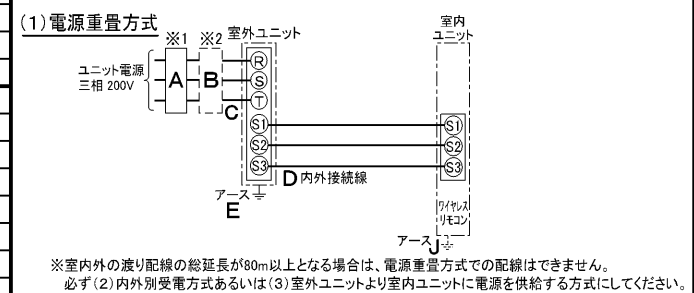 (1)電源重畳方式
※1
※2
室外ユニット
室内
ユニット
ユニット電源
三相 200V
A
B
C
R
S
T
S1
S2
S3
S1
S2
S3
D 内外接続線
アース
E
ワイヤレス
リモコン
アース J
※室内外の渡り配線の総延長が80m以上となる場合は、電源重畳方式での配線はできません。
必ず(2)内外別受電方式あるいは(3)室外ユニットより室内ユニットに電源を供給する方式にしてください。